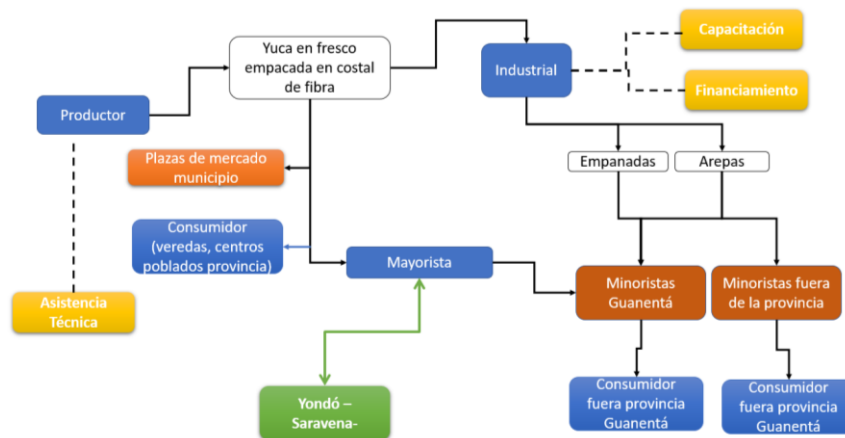 Yuca en fresco
empacada en costal
de fibra
Capacitación
Industrial
Financiamiento
Productor
Plazas de mercado
municipio
Empanadas
Arepas
Consumidor
(veredas, centros
poblados provincia)
Mayorista
Minoristas
Guanentá
Minoristas fuera
de la provincia
Asistencia
Técnica
Yondó –
Saravena-
Consumidor
fuera provincia
Guanentá
Consumidor
fuera provincia
Guanentá